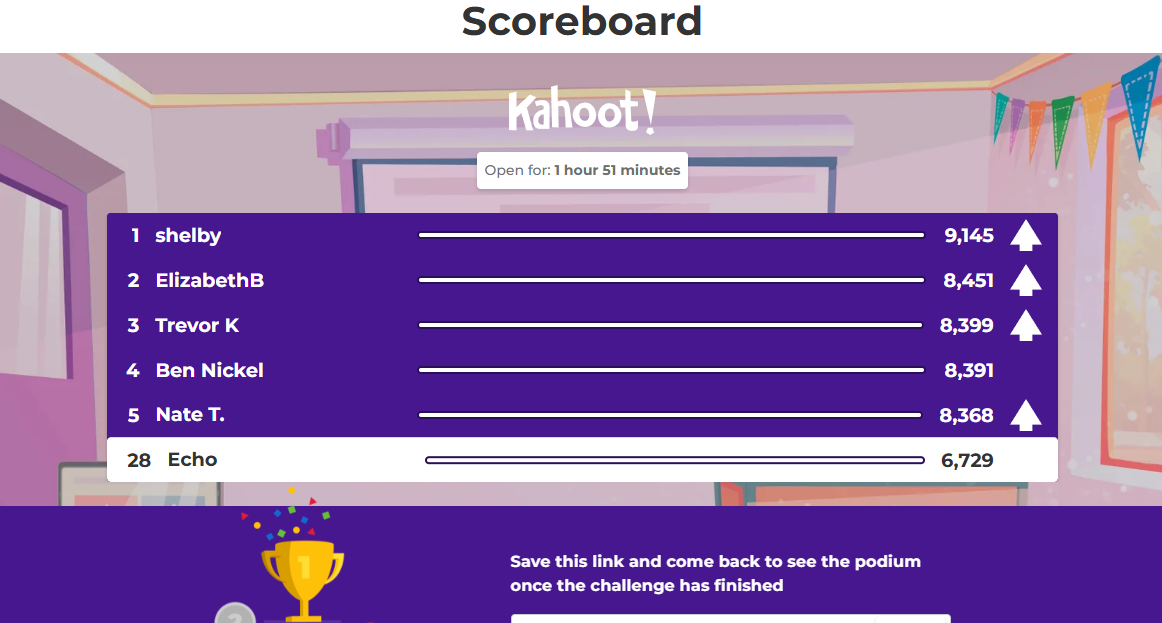 Scoreboard
Kahoot!
Open for: 1 hour 51 minutes
1 shelby 9,145
2 ElizabethB 8,451
3 Trevor K 8,399
4 Ben Nickel 8,391
5 Nate T. 8,368
28 Echo 6,729
1
Save this link and come back to see the podium
once the challenge has finished
2